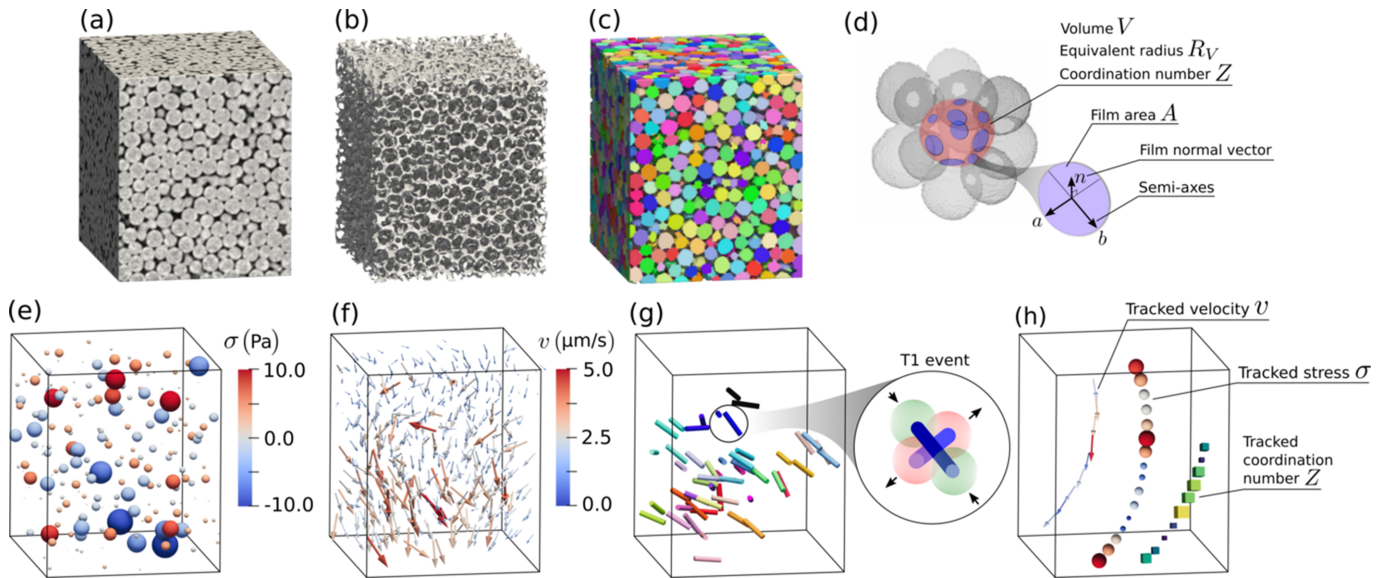 (a)
(b)
(c)
(d)
Volume V
Equivalent radius R_V
Coordination number Z
Film area A
Film normal vector
n
Semi-axes
a
b
(e)
σ (Pa)
10.0
0.0
-10.0
(f)
v (μm/s)
5.0
2.5
0.0
(g)
T1 event
(h)
Tracked velocity v
Tracked stress σ
Tracked
coordination
number Z